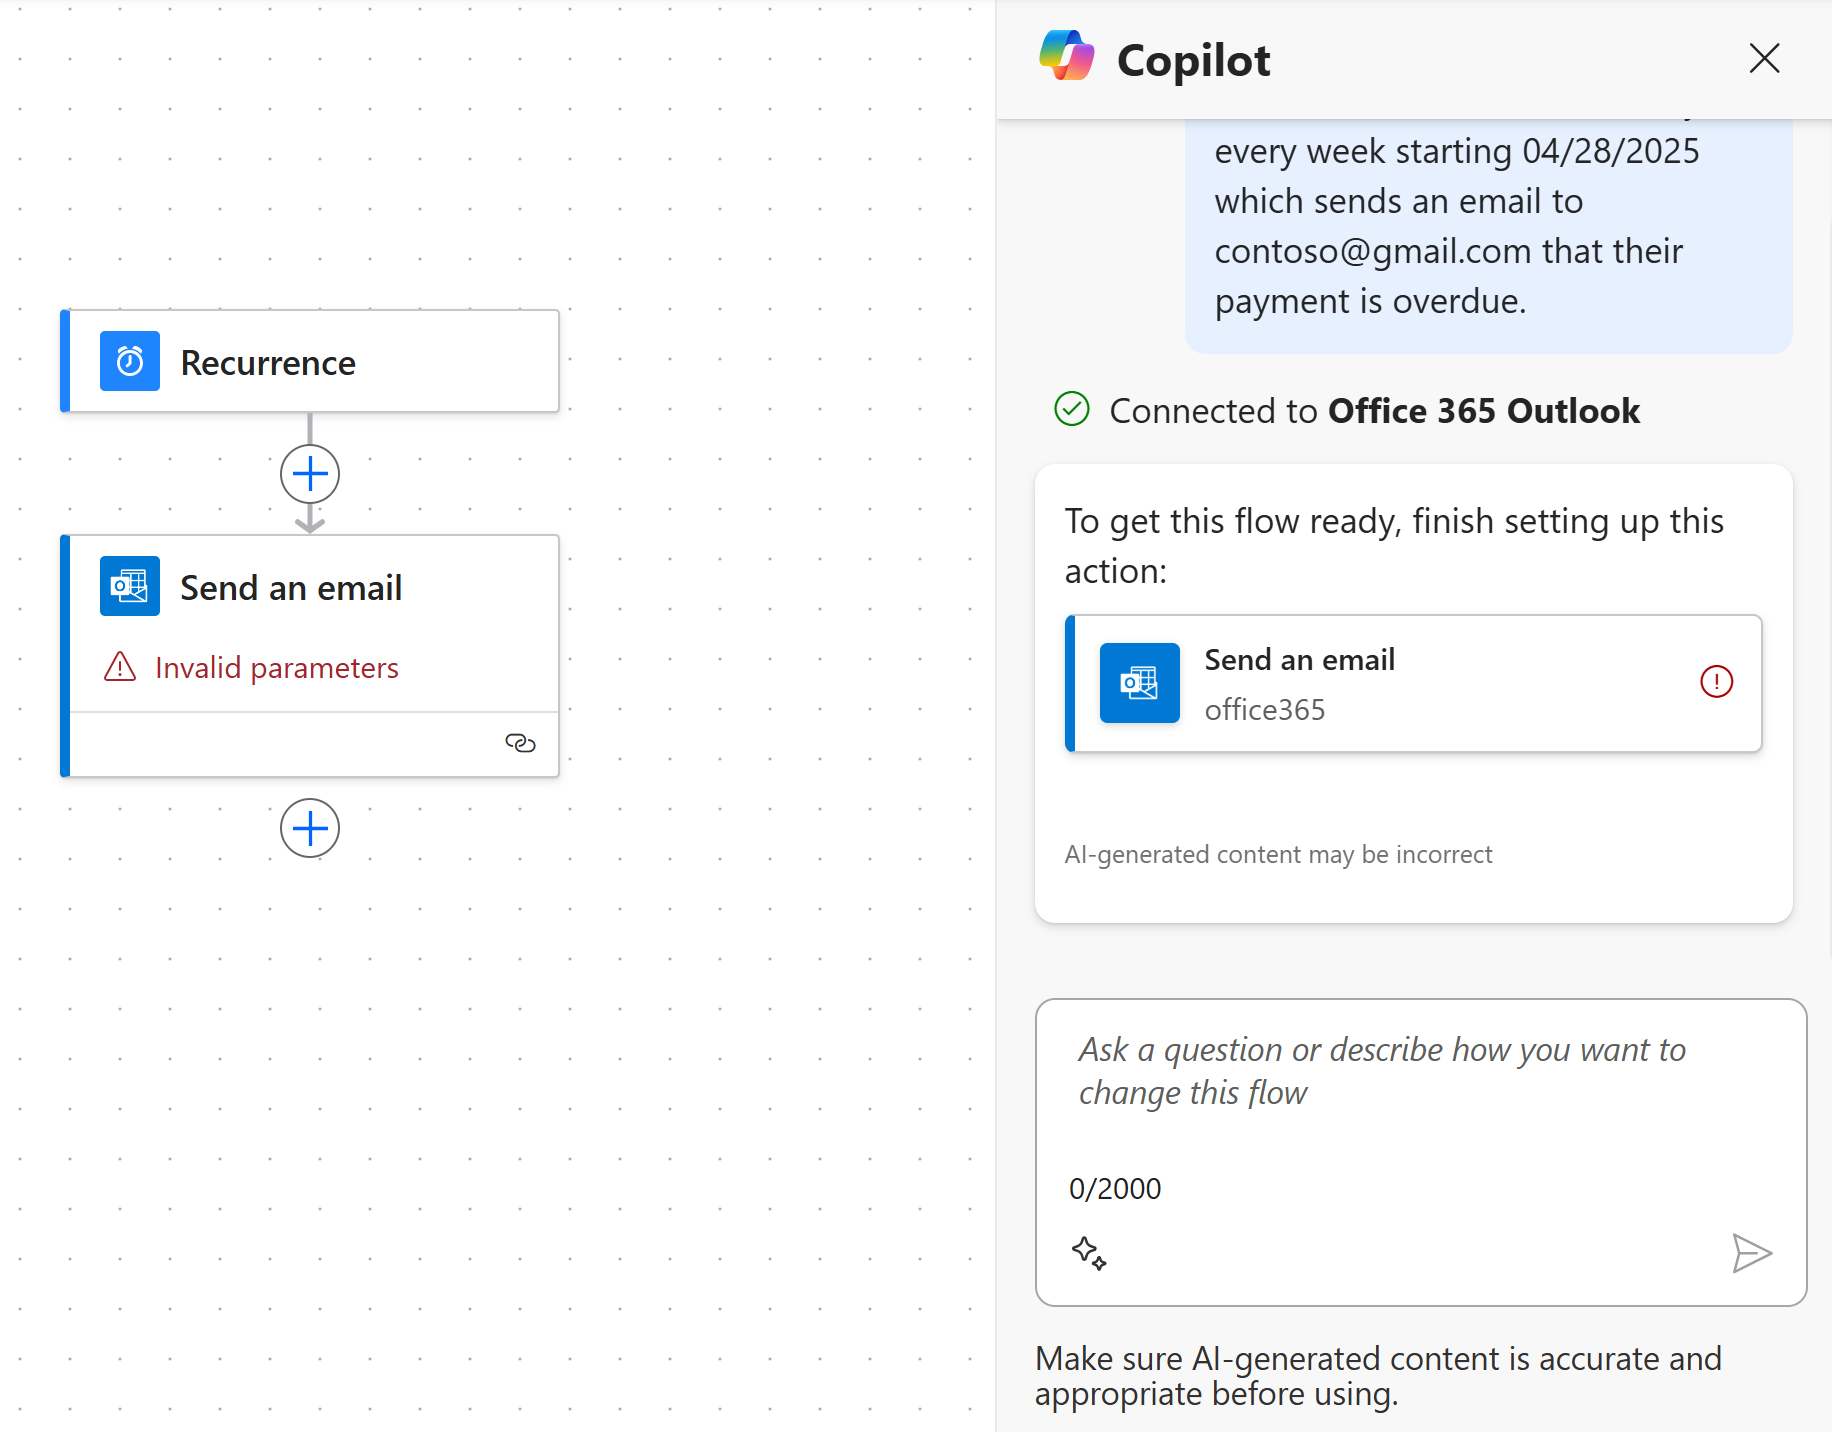 Recurrence
Send an email
Invalid parameters
Copilot
every week starting 04/28/2025
which sends an email to
contoso@gmail.com that their
payment is overdue.
Connected to Office 365 Outlook
To get this flow ready, finish setting up this
action:
Send an email
office365
AI-generated content may be incorrect
Ask a question or describe how you want to
change this flow
0/2000
Make sure AI-generated content is accurate and
appropriate before using.